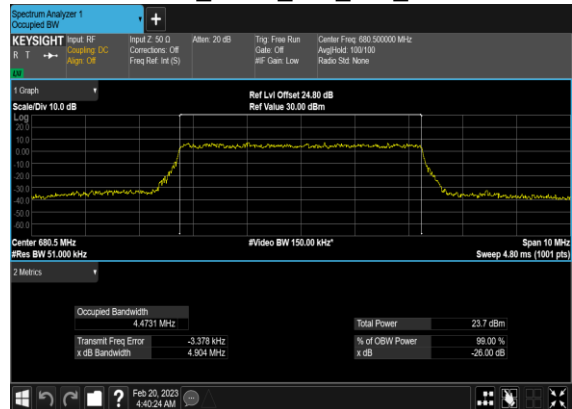 Spectrum Analyzer 1
Occupied BW
+
KEYSIGHT
R T
LW
Input: RF
Coupling: DC
Align: Off
Input Z: 50 Ω
Corrections: Off
Freq Ref: Int (S)
Atten: 20 dB
Trig: Free Run
Gate: Off
#IF Gain: Low
Center Freq: 680.500000 MHz
Avg|Hold: 100/100
Radio Std: None
1 Graph
Scale/Div 10.0 dB
Ref Lvl Offset 24.80 dB
Ref Value 30.00 dBm
Log
20.0
10.0
0.00
-10.0
-20.0
-30.0
-40.0
-50.0
-60.0
Center 680.5 MHz
#Res BW 51.000 kHz
#Video BW 150.00 kHz*
Span 10 MHz
Sweep 4.80 ms (1001 pts)
2 Metrics
Occupied Bandwidth
4.4731 MHz
Total Power 23.7 dBm
Transmit Freq Error -3.378 kHz
% of OBW Power 99.00 %
x dB Bandwidth 4.904 MHz
x dB -26.00 dB
?
Feb 20, 2023
4:40:24 AM